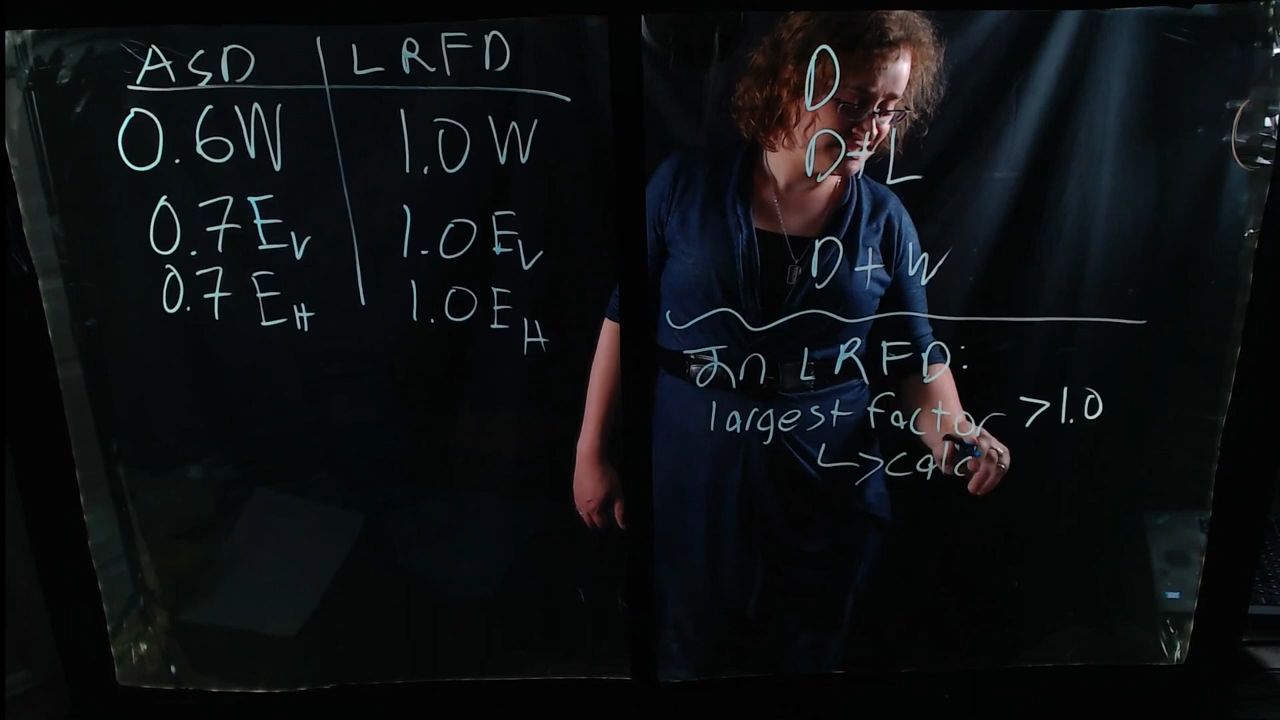 ASD LRFD
0.6W 1.0W
0.7Ev 1.0Ev
0.7EH 1.0EH
D
D+L
D+W
In LRFD:
largest factor >1.0
↳calc